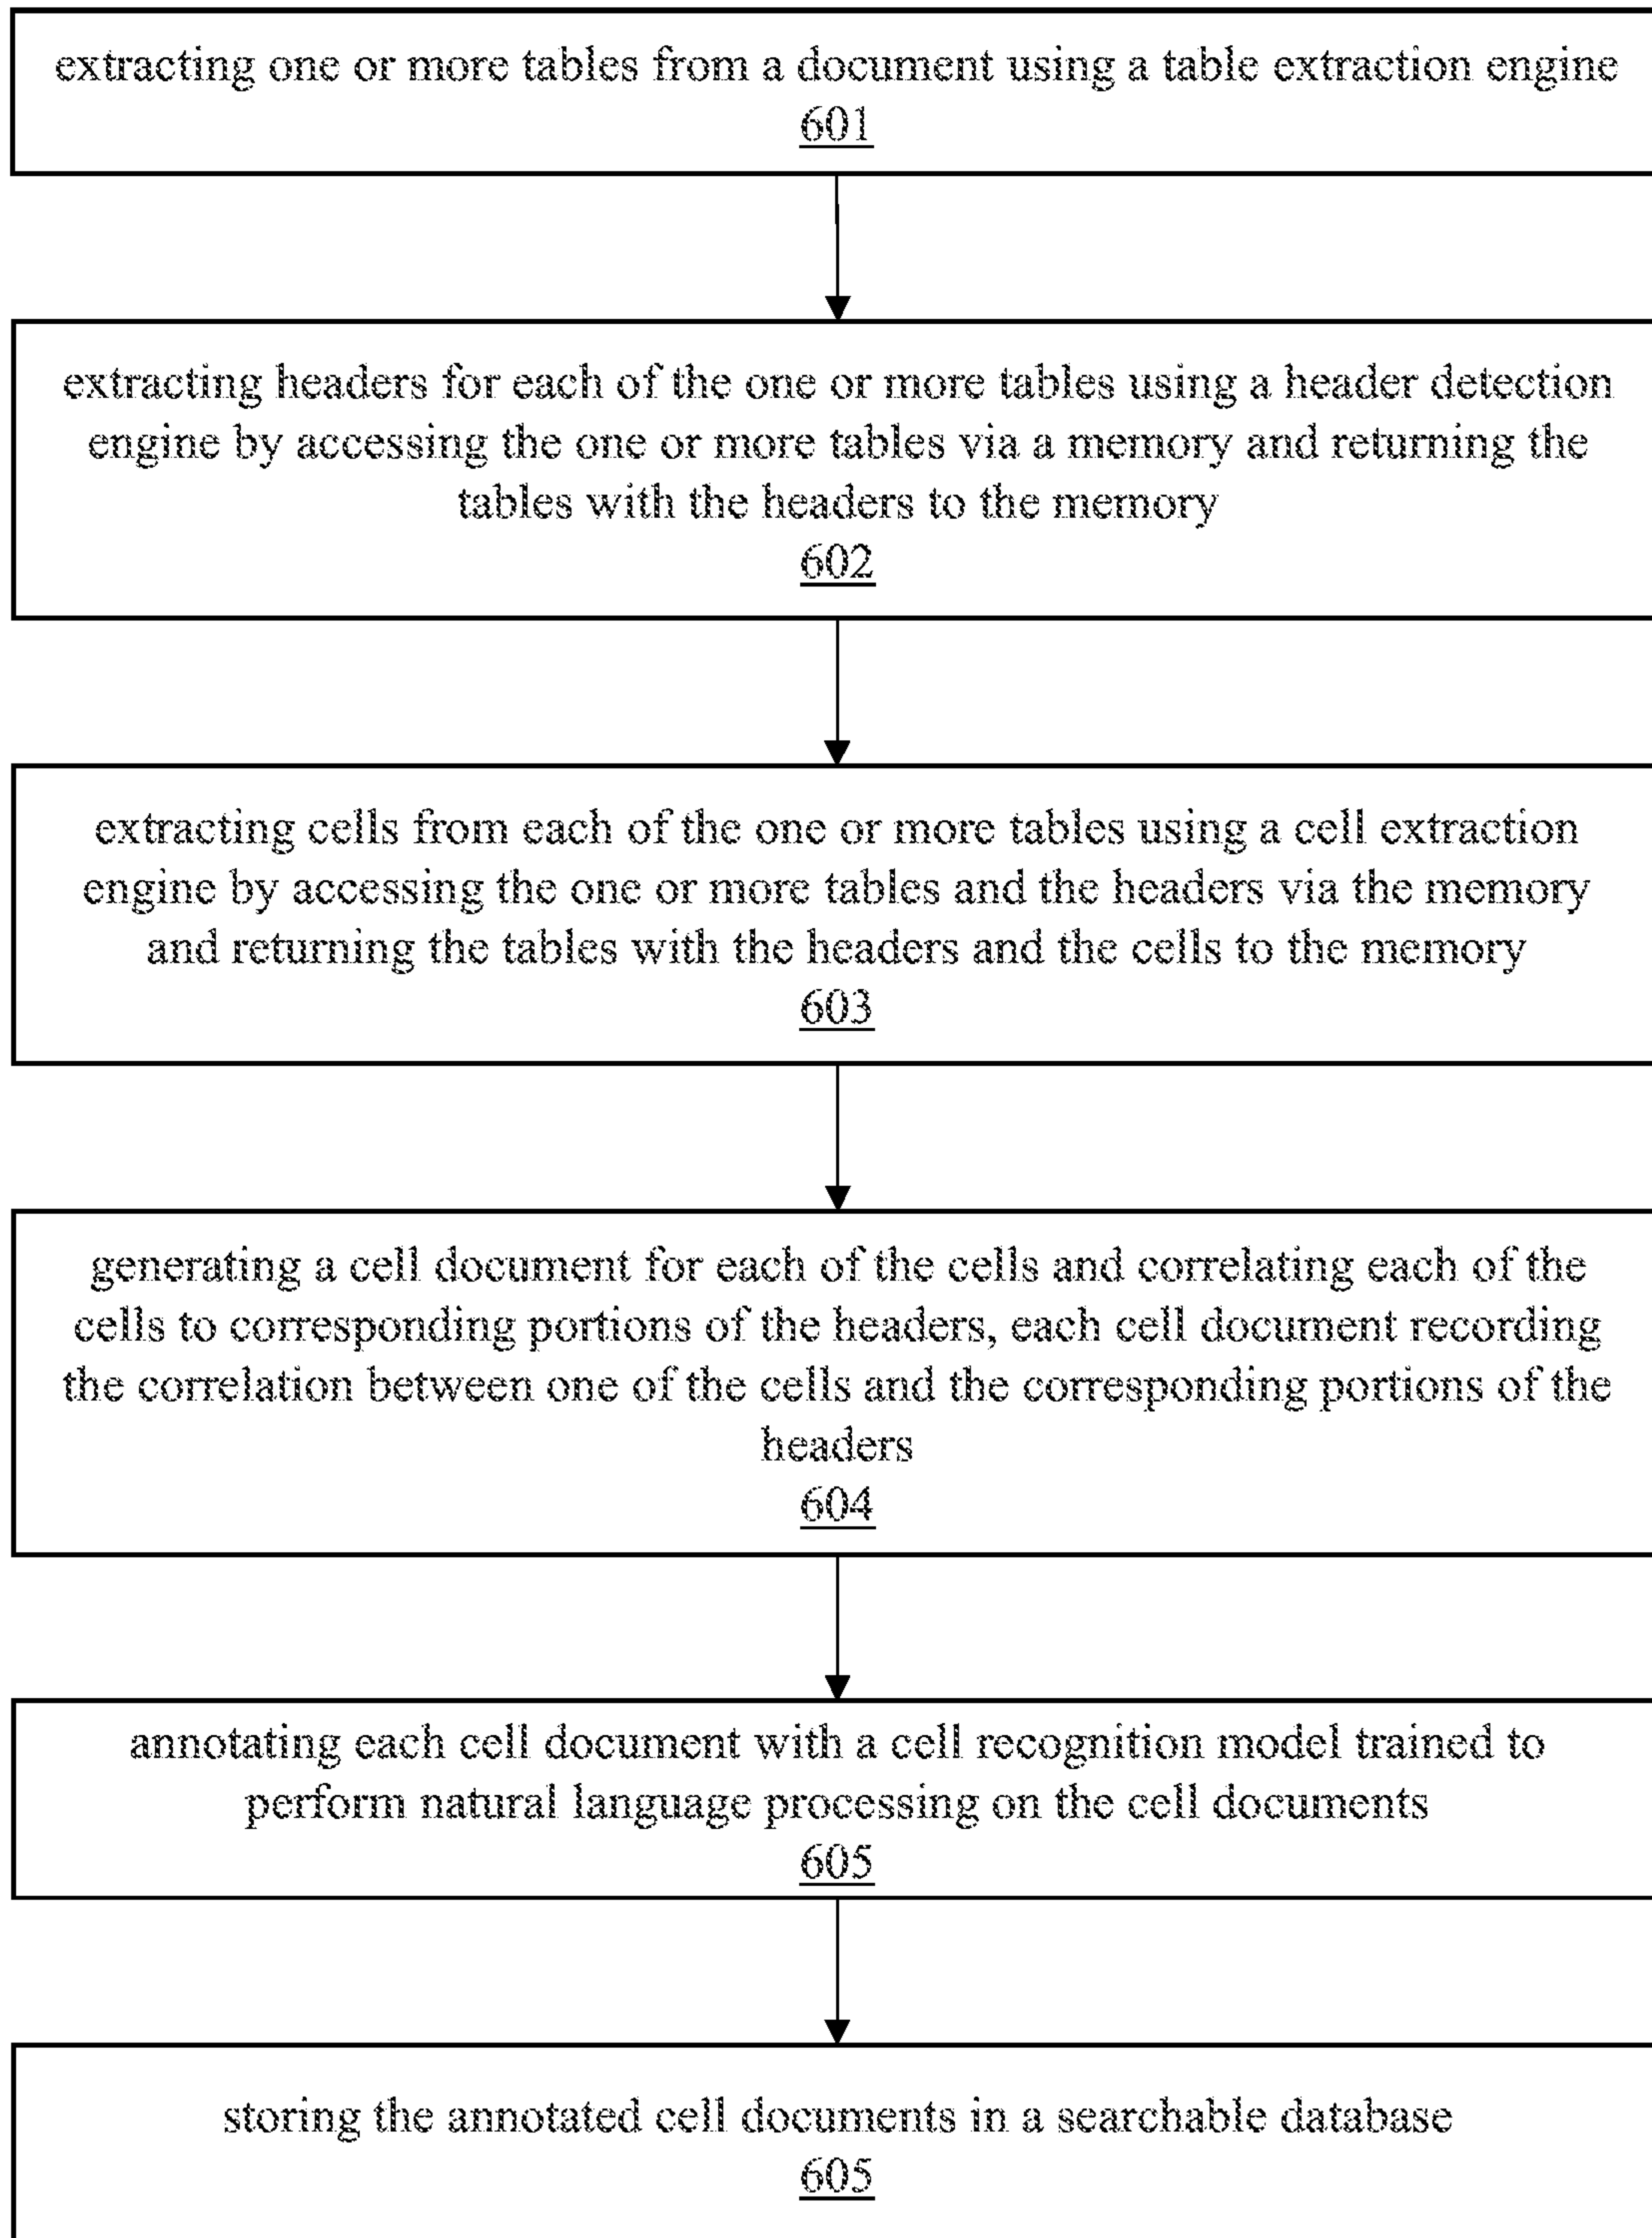 extracting one or more tables from a document using a table extraction engine
601
extracting headers for each of the one or more tables using a header detection
engine by accessing the one or more tables via a memory and returning the
tables with the headers to the memory
602
extracting cells from each of the one or more tables using a cell extraction
engine by accessing the one or more tables and the headers via the memory
and returning the tables with the headers and the cells to the memory
603
generating a cell document for each of the cells and correlating each of the
cells to corresponding portions of the headers, each cell document recording
the correlation between one of the cells and the corresponding portions of the
headers
604
annotating each cell document with a cell recognition model trained to
perform natural language processing on the cell documents
605
storing the annotated cell documents in a searchable database
605